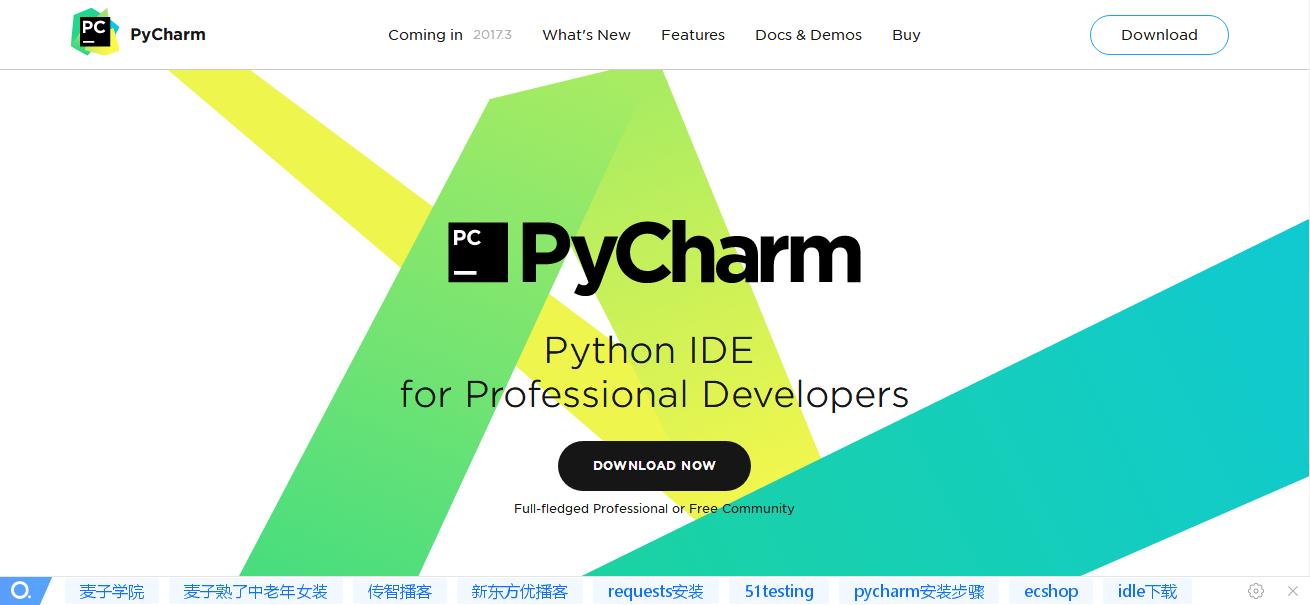 PC PyCharm Coming in 2017.3 What's New Features Docs & Demos Buy Download
PC PyCharm
Python IDE
for Professional Developers
DOWNLOAD NOW
Full-fledged Professional or Free Community
麦子学院 麦子熟了中老年女装 传智播客 新东方优播客 requests安装 51testing pycharm安装步骤 ecshop idle下载